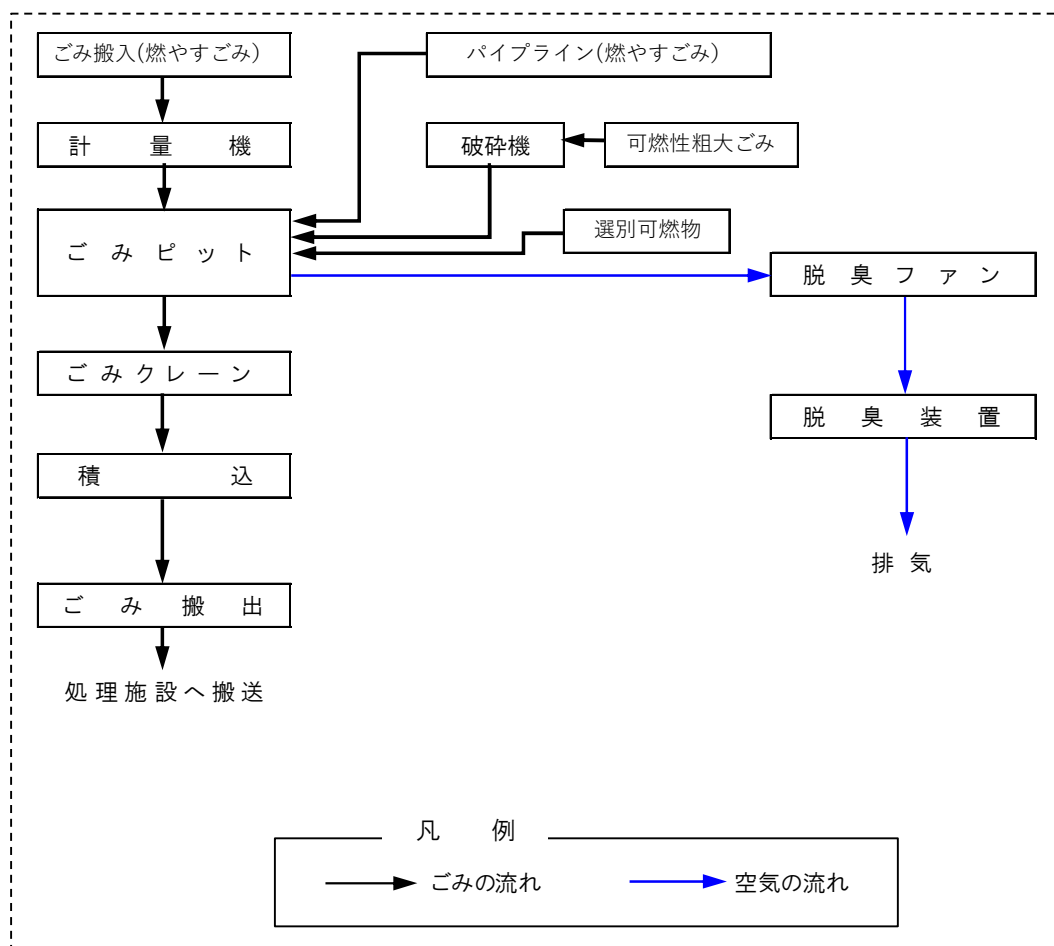 ごみ搬入(燃やすごみ)
パイプライン(燃やすごみ)
計量機
破砕機
可燃性粗大ごみ
ごみピット
選別可燃物
脱臭ファン
ごみクレーン
脱臭装置
積込
排気
ごみ搬出
処理施設へ搬送
凡例
ごみの流れ
空気の流れ